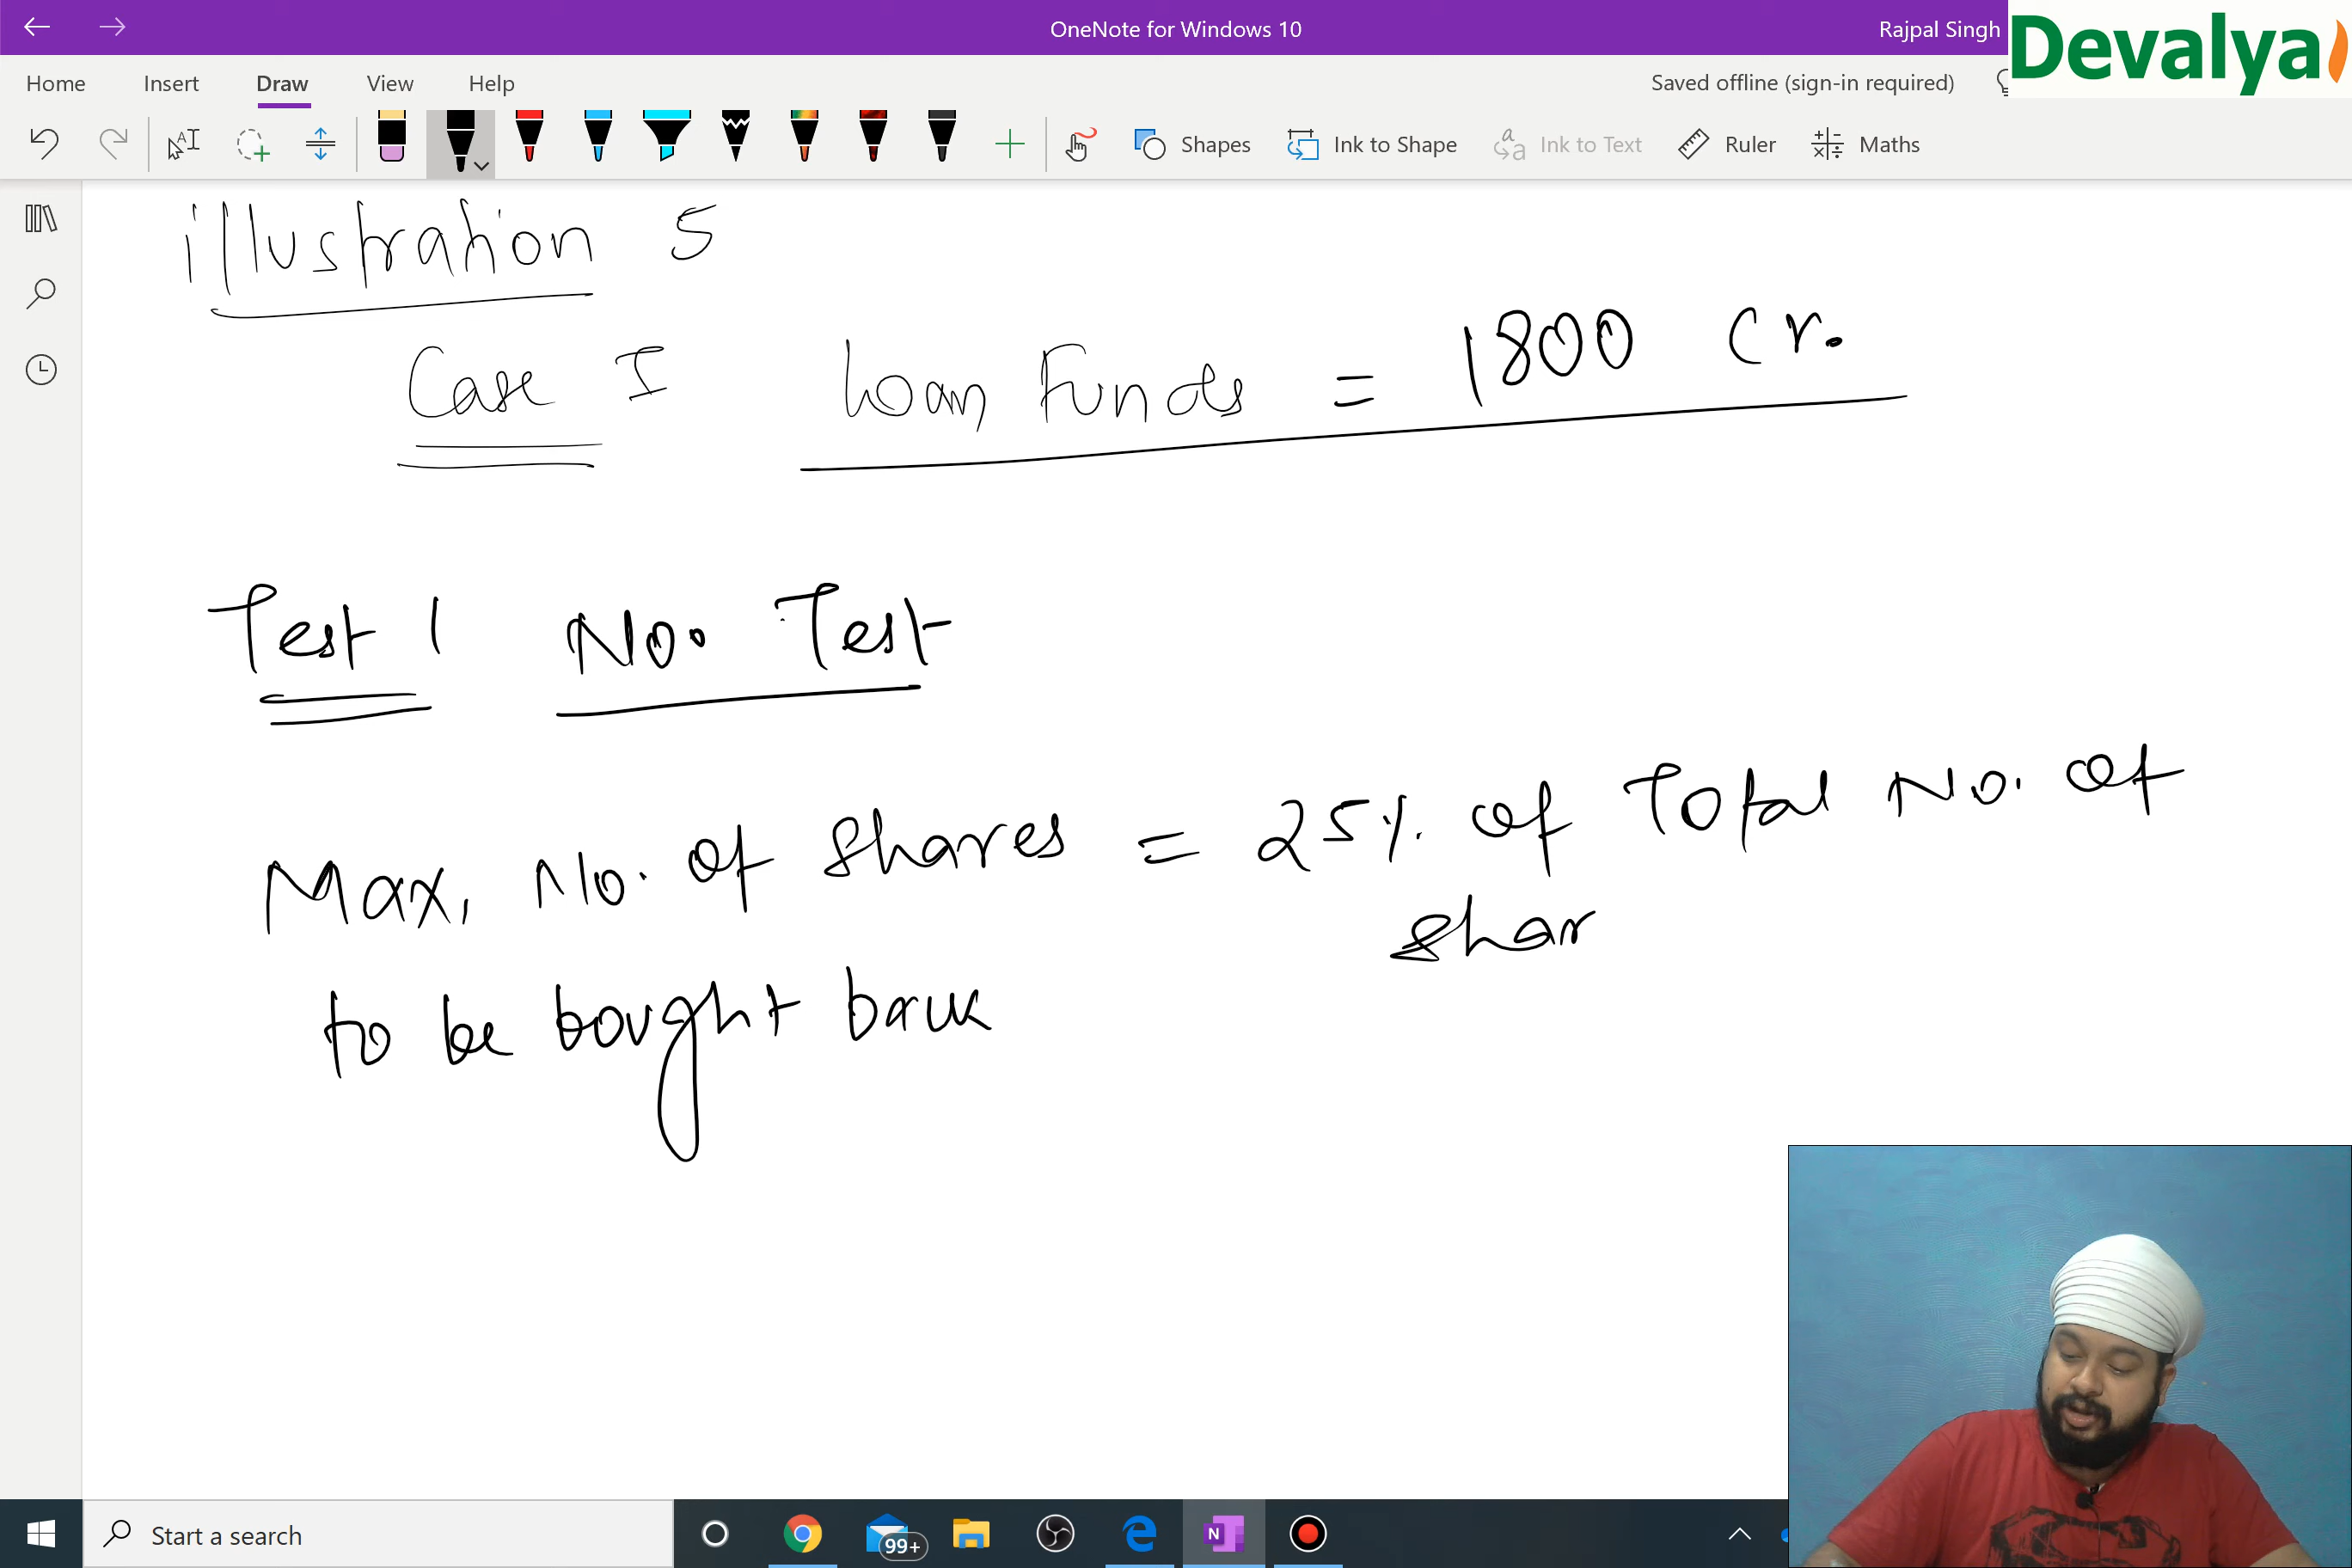 OneNote for Windows 10
Rajpal Singh
Devalya
Home Insert Draw View Help
Saved offline (sign-in required)
Shapes Ink to Shape Ink to Text Ruler Maths
illustration 5
Case I Loan Funds = 1800 Cr.
Test 1 No. Test
Max. No. of shares = 25% of Total No. of
shar
to be bought back
Start a search
99+